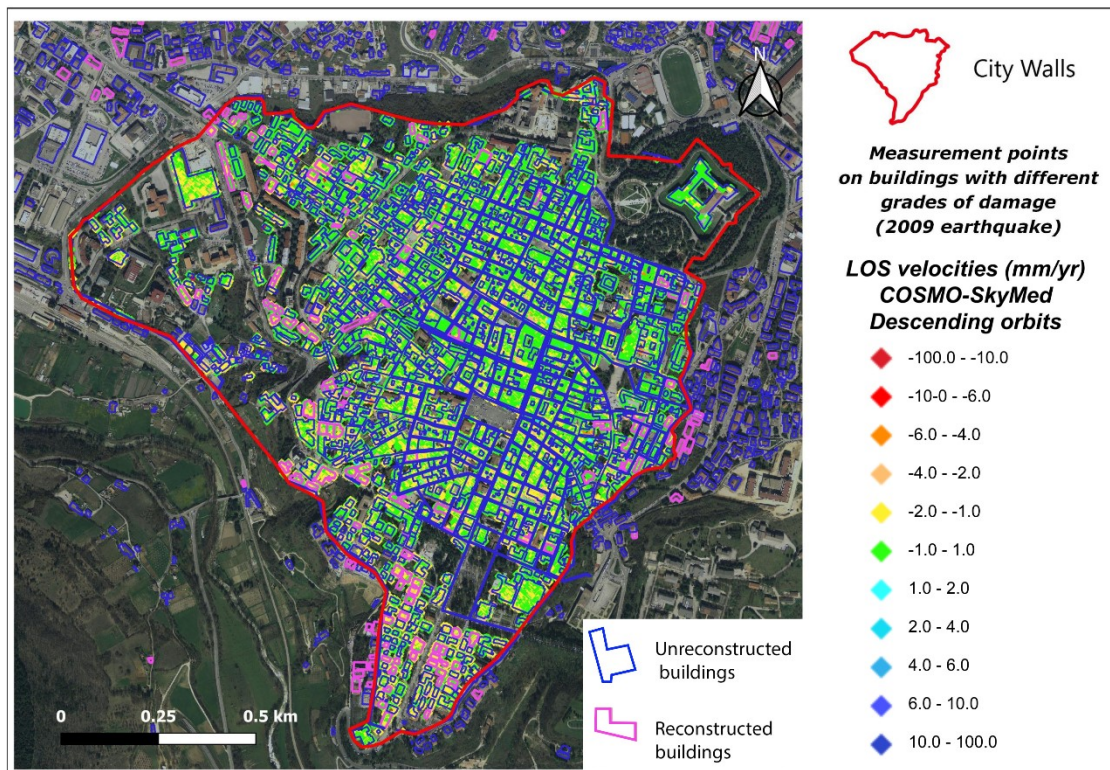 N
City Walls
Measurement points
on buildings with different
grades of damage
(2009 earthquake)
LOS velocities (mm/yr)
COSMO-SkyMed
Descending orbits
-100.0 - -10.0
-10-0 - -6.0
-6.0 - -4.0
-4.0 - -2.0
-2.0 - -1.0
-1.0 - 1.0
1.0 - 2.0
2.0 - 4.0
4.0 - 6.0
6.0 - 10.0
10.0 - 100.0
Unreconstructed
buildings
Reconstructed
buildings
0 0.25 0.5 km